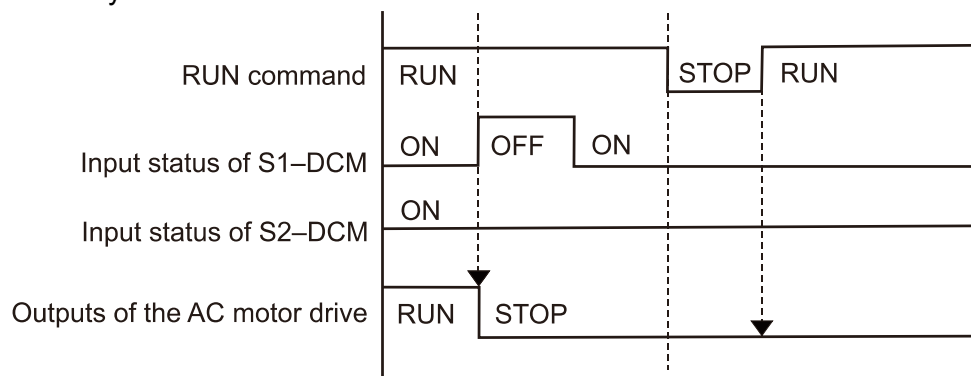 RUN command RUN STOP RUN
Input status of S1–DCM ON OFF ON
Input status of S2–DCM ON
Outputs of the AC motor drive RUN STOP